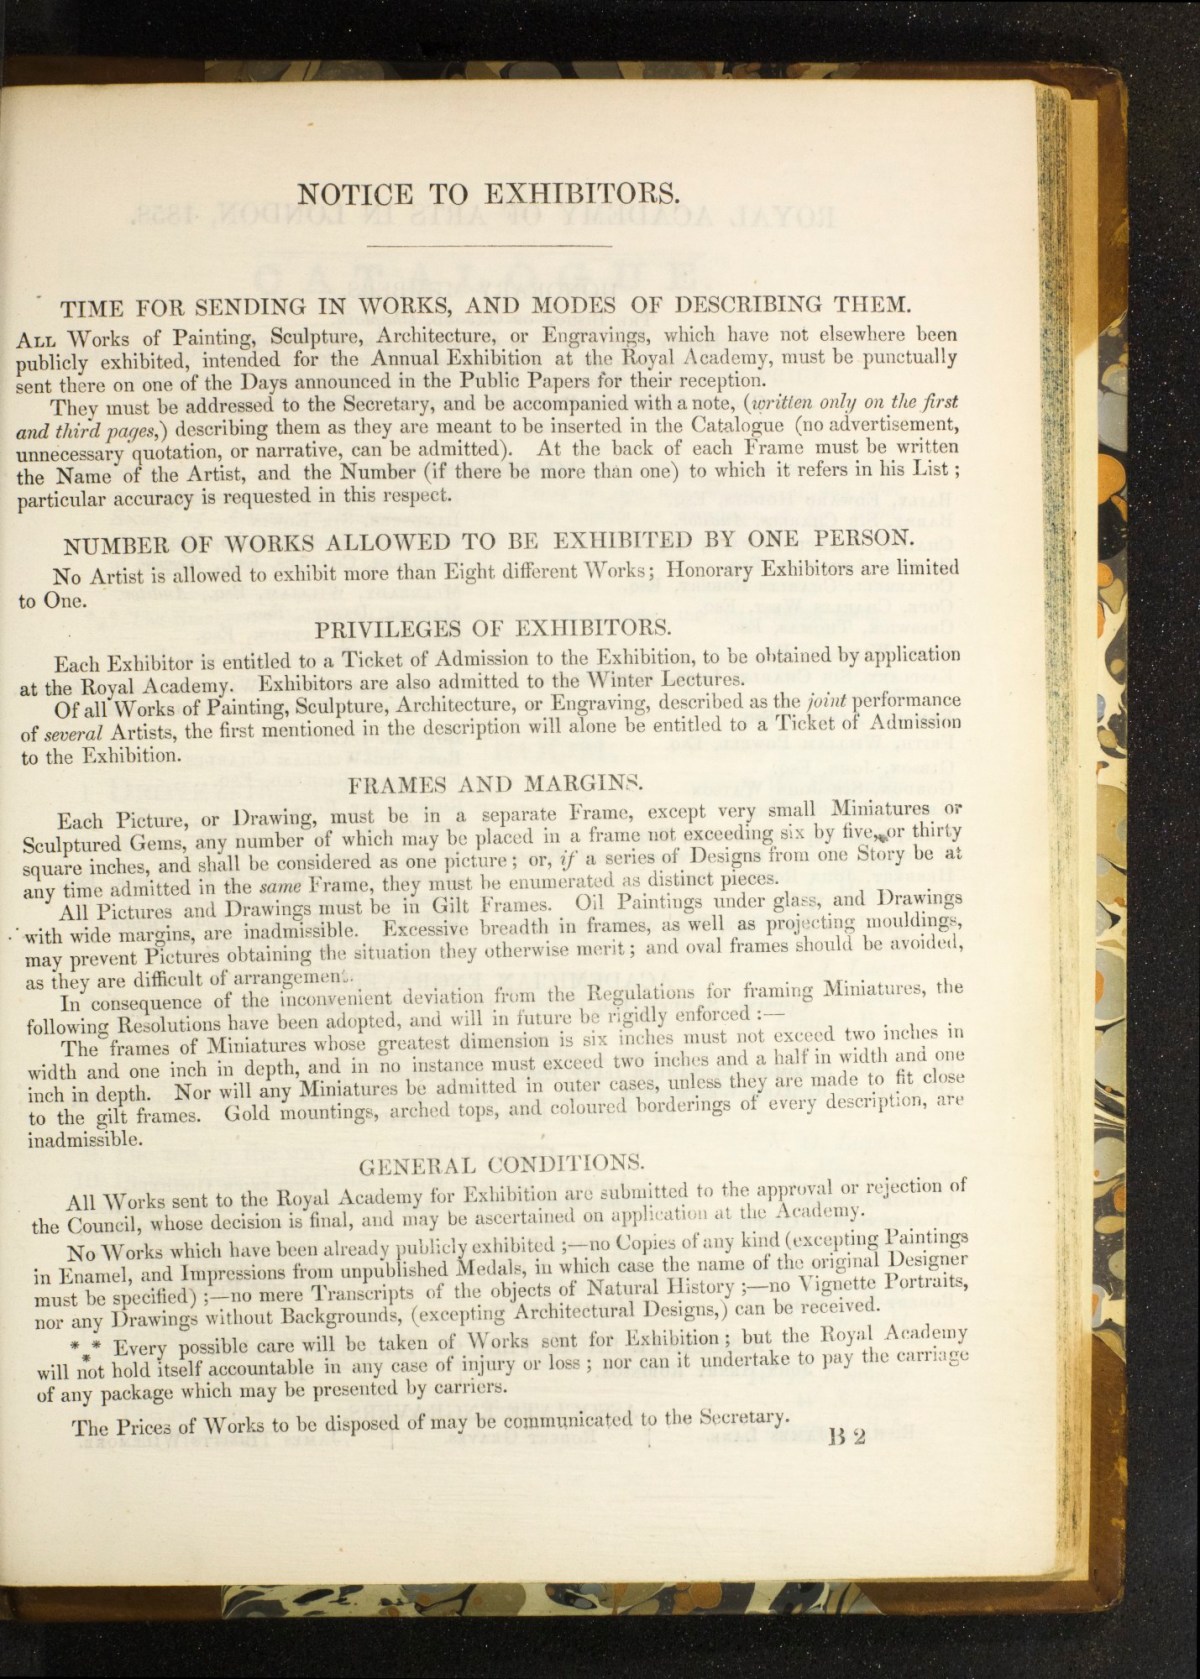 NOTICE TO EXHIBITORS.
TIME FOR SENDING IN WORKS, AND MODES OF DESCRIBING THEM.
ALL Works of Painting, Sculpture, Architecture, or Engravings, which have not elsewhere been
publicly exhibited, intended for the Annual Exhibition at the Royal Academy, must be punctually
sent there on one of the Days announced in the Public Papers for their reception.
They must be addressed to the Secretary, and be accompanied with a note, (written only on the first
and third pages,) describing them as they are meant to be inserted in the Catalogue (no advertisement,
unnecessary quotation, or narrative, can be admitted). At the back of each Frame must be written
the Name of the Artist, and the Number (if there be more than one) to which it refers in his List;
particular accuracy is requested in this respect.
NUMBER OF WORKS ALLOWED TO BE EXHIBITED BY ONE PERSON.
No Artist is allowed to exhibit more than Eight different Works; Honorary Exhibitors are limited
to One.
PRIVILEGES OF EXHIBITORS.
Each Exhibitor is entitled to a Ticket of Admission to the Exhibition, to be obtained by application
at the Royal Academy. Exhibitors are also admitted to the Winter Lectures.
Of all Works of Painting, Sculpture, Architecture, or Engraving, described as the joint performance
of several Artists, the first mentioned in the description will alone be entitled to a Ticket of Admission
to the Exhibition.
FRAMES AND MARGINS.
Each Picture, or Drawing, must be in a separate Frame, except very small Miniatures or
Sculptured Gems, any number of which may be placed in a frame not exceeding six by five, or thirty
square inches, and shall be considered as one picture; or, if a series of Designs from one Story be at
any time admitted in the same Frame, they must be enumerated as distinct pieces.
All Pictures and Drawings must be in Gilt Frames. Oil Paintings under glass, and Drawings
with wide margins, are inadmissible. Excessive breadth in frames, as well as projecting mouldings,
may prevent Pictures obtaining the situation they otherwise merit; and oval frames should be avoided,
as they are difficult of arrangement.
In consequence of the inconvenient deviation from the Regulations for framing Miniatures, the
following Resolutions have been adopted, and will in future be rigidly enforced:—
The frames of Miniatures whose greatest dimension is six inches must not exceed two inches in
width and one inch in depth, and in no instance must exceed two inches and a half in width and one
inch in depth. Nor will any Miniatures be admitted in outer cases, unless they are made to fit close
to the gilt frames. Gold mountings, arched tops, and coloured borderings of every description, are
inadmissible.
GENERAL CONDITIONS.
All Works sent to the Royal Academy for Exhibition are submitted to the approval or rejection of
the Council, whose decision is final, and may be ascertained on application at the Academy.
No Works which have been already publicly exhibited;—no Copies of any kind (excepting Paintings
in Enamel, and Impressions from unpublished Medals, in which case the name of the original Designer
must be specified);—no mere Transcripts of the objects of Natural History;—no Vignette Portraits,
nor any Drawings without Backgrounds, (excepting Architectural Designs,) can be received.
*** Every possible care will be taken of Works sent for Exhibition; but the Royal Academy
will not hold itself accountable in any case of injury or loss; nor can it undertake to pay the carriage
of any package which may be presented by carriers.
The Prices of Works to be disposed of may be communicated to the Secretary.
B 2